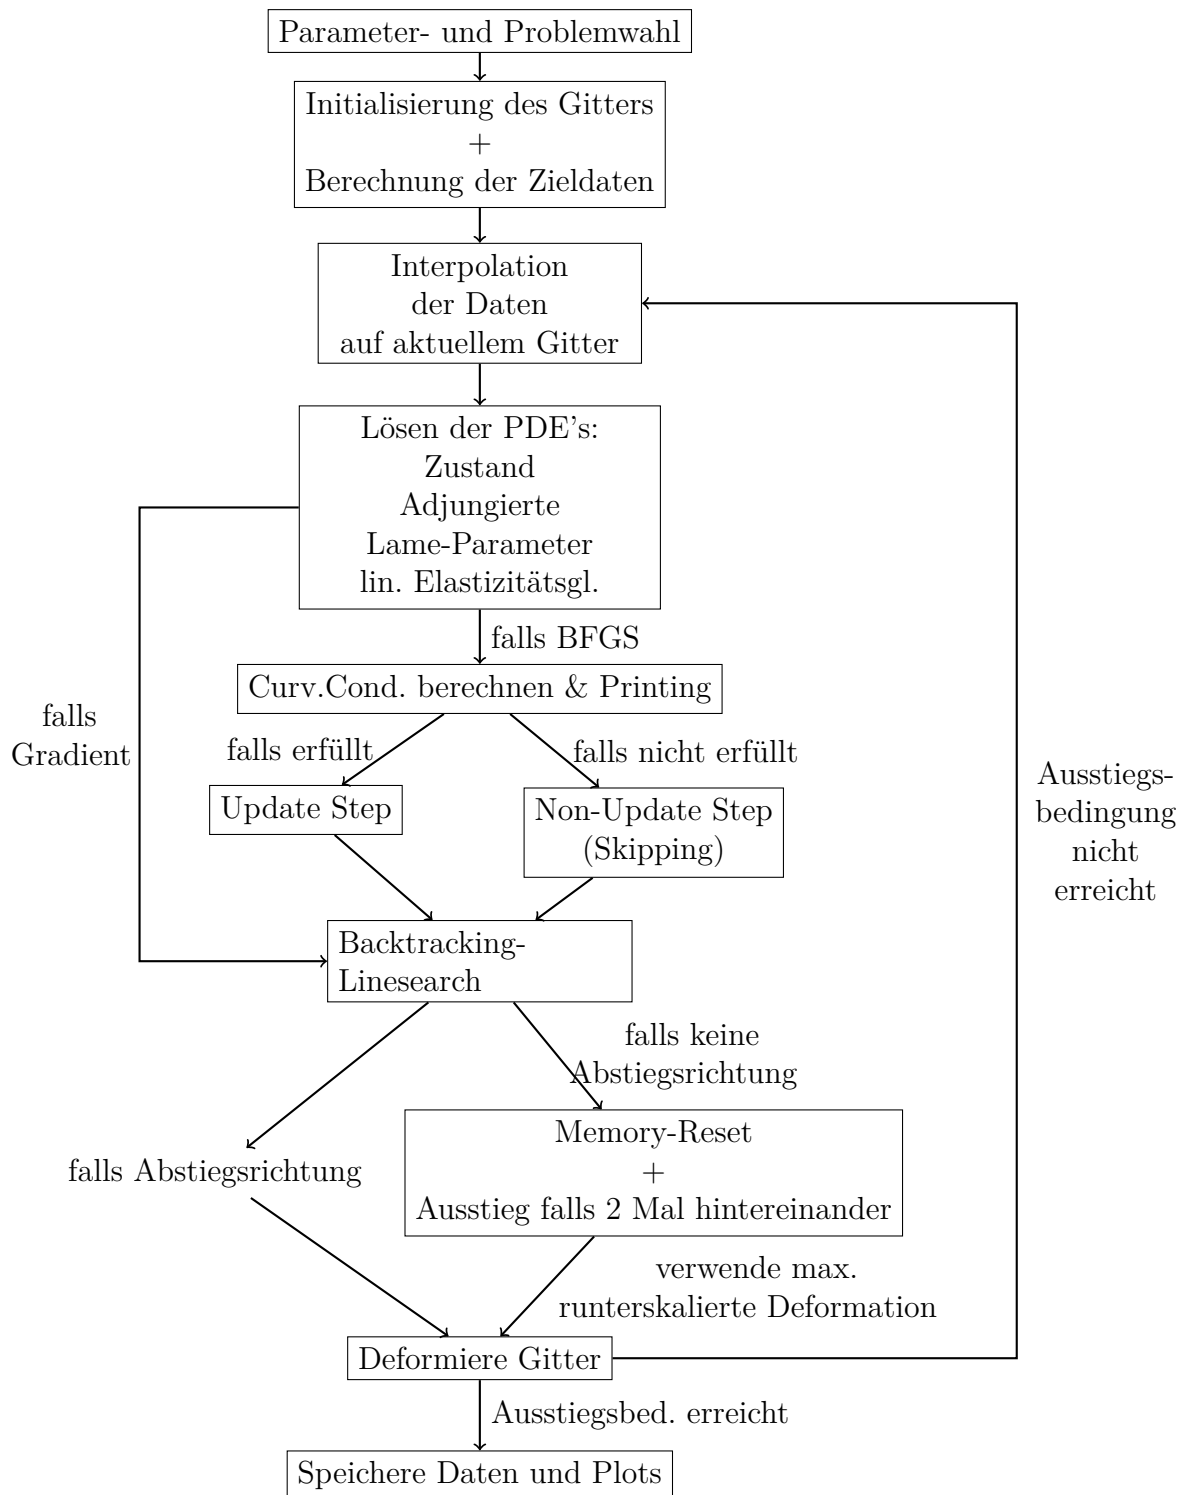 Parameter- und Problemwahl
Initialisierung des Gitters
+
Berechnung der Zieldaten
Interpolation
der Daten
auf aktuellem Gitter
Lösen der PDE's:
Zustand
Adjungierte
Lame-Parameter
lin. Elastizitätsgl.
falls BFGS
Curv.Cond. berechnen & Printing
falls
Gradient
falls erfüllt
falls nicht erfüllt
Update Step
Non-Update Step
(Skipping)
Ausstiegs-
bedingung
nicht
erreicht
Backtracking-
Linesearch
falls keine
Abstiegsrichtung
falls Abstiegsrichtung
Memory-Reset
+
Ausstieg falls 2 Mal hintereinander
verwende max.
runterskalierte Deformation
Deformiere Gitter
Ausstiegsbed. erreicht
Speichere Daten und Plots